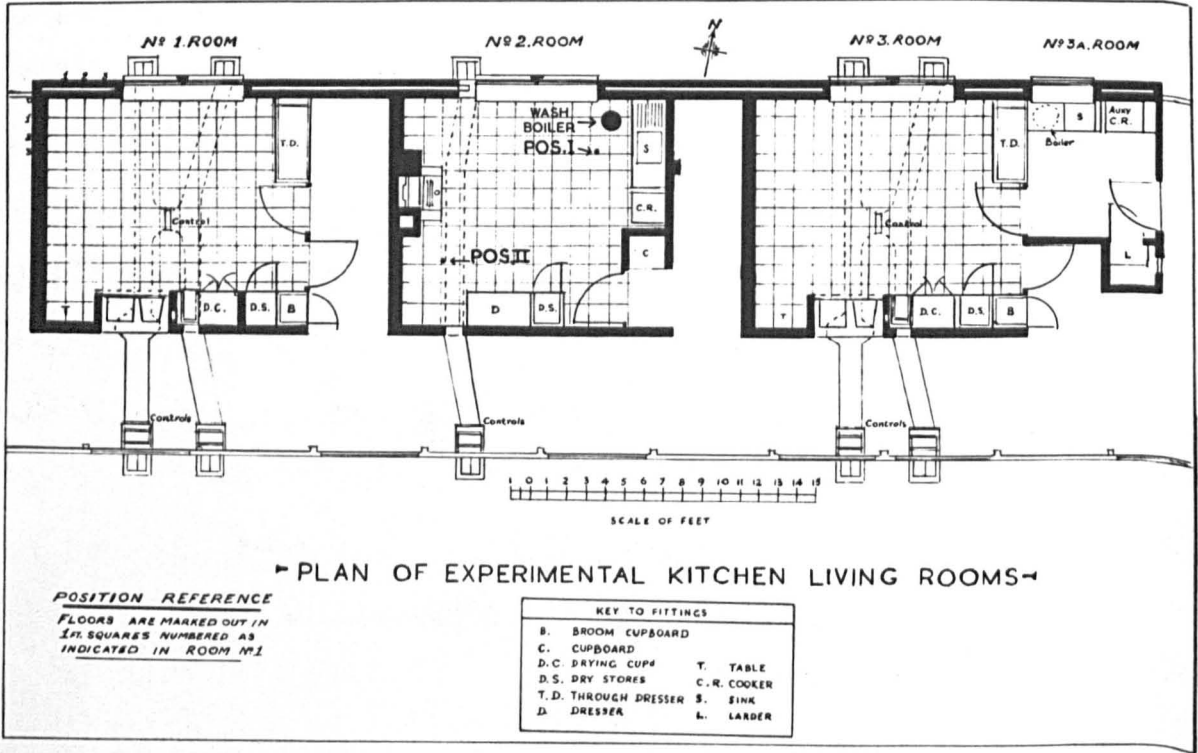 Nº 1. ROOM
Nº 2. ROOM
N
Nº 3. ROOM
Nº 3A. ROOM
1 2 3
1
2
3
T.D.
Control
T
D.C.
D.S.
B
Controls
WASH
BOILER
POS.I
S
C.R.
C
POS.II
D
D.S.
Controls
T.D.
Boiler
S
AUXY
C.R.
Control
L
T
D.C.
D.S.
B
Controls
1 0 1 2 3 4 5 6 7 8 9 10 11 12 13 14 15
SCALE OF FEET
PLAN OF EXPERIMENTAL KITCHEN LIVING ROOMS
POSITION REFERENCE
FLOORS ARE MARKED OUT IN
1FT. SQUARES NUMBERED AS
INDICATED IN ROOM Nº1
KEY TO FITTINGS
B. BROOM CUPBOARD
C. CUPBOARD
D.C. DRYING CUPD T. TABLE
D.S. DRY STORES C.R. COOKER
T.D. THROUGH DRESSER S. SINK
D DRESSER L. LARDER